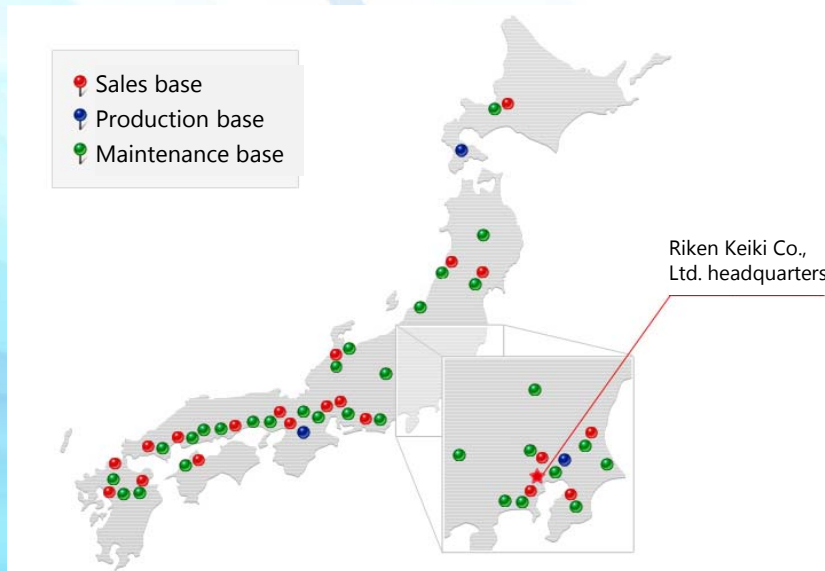 Sales base
Production base
Maintenance base
Riken Keiki Co.,
Ltd. headquarters